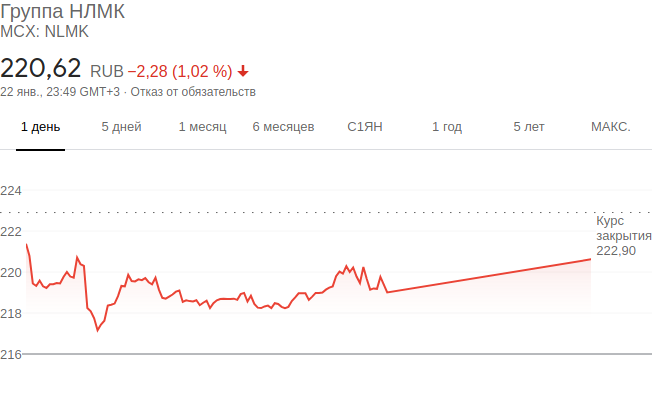 Группа НЛМК
MCX: NLMK
220,62 RUB −2,28 (1,02 %)
22 янв., 23:49 GMT+3 · Отказ от обязательств
1 день 5 дней 1 месяц 6 месяцев С1ЯН 1 год 5 лет МАКС.
224
222
220
218
216
Курс
закрытия
222,90